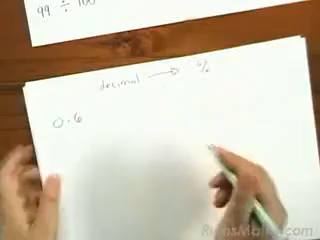 99 ÷ 100
decimal → %
0.6